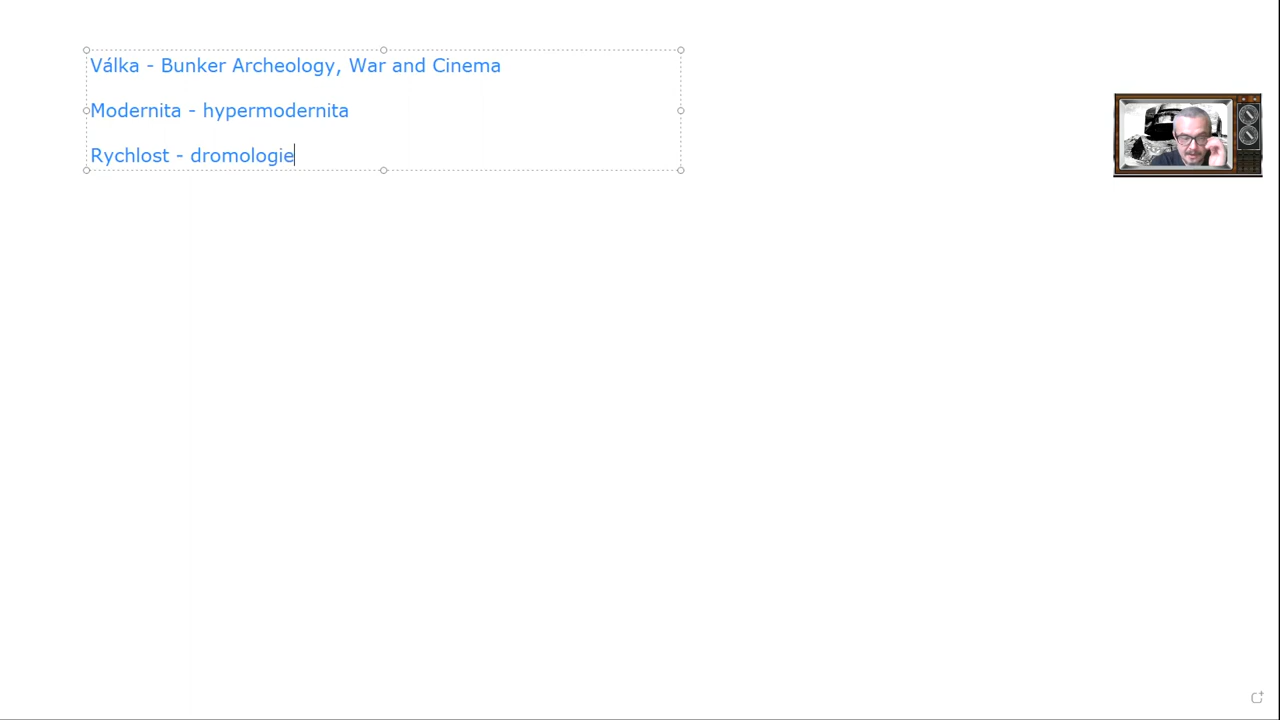 Válka - Bunker Archeology, War and Cinema
Modernita - hypermodernita
Rychlost - dromologie